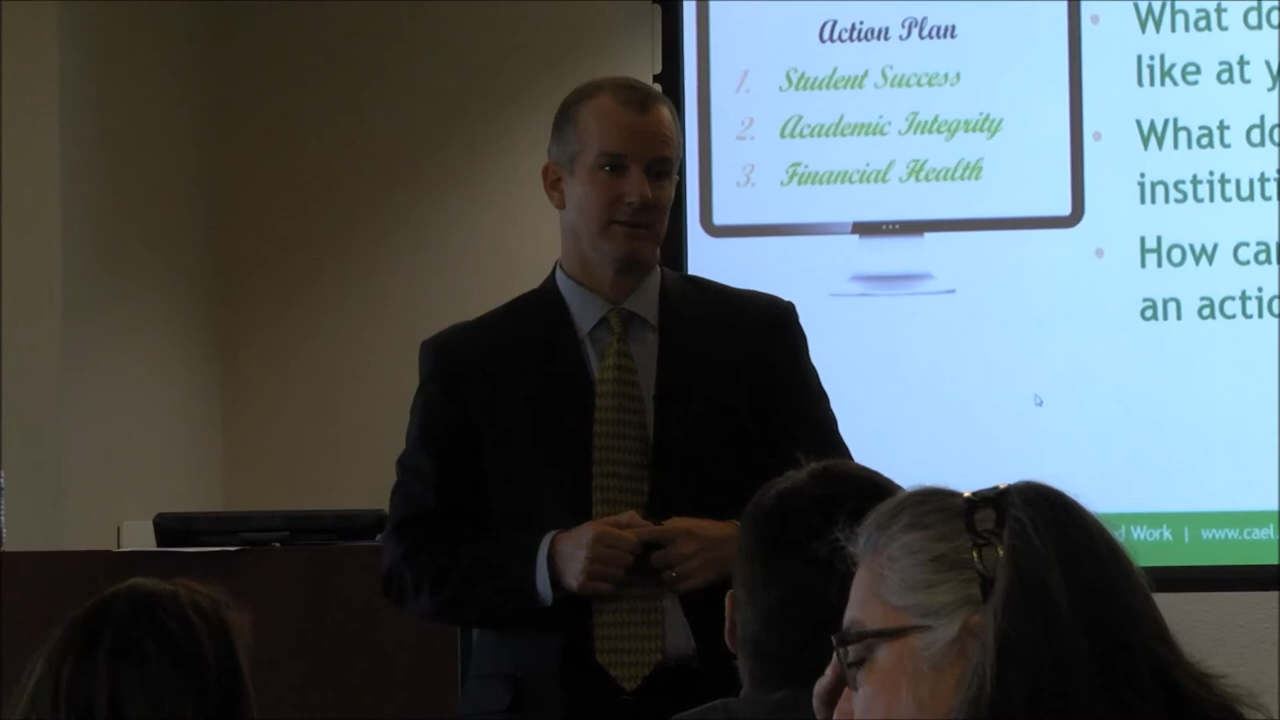 Action Plan
1. Student Success
2. Academic Integrity
3. Financial Health
What do
like at
What do
instituti
How
an actio
d Work | www.cael.